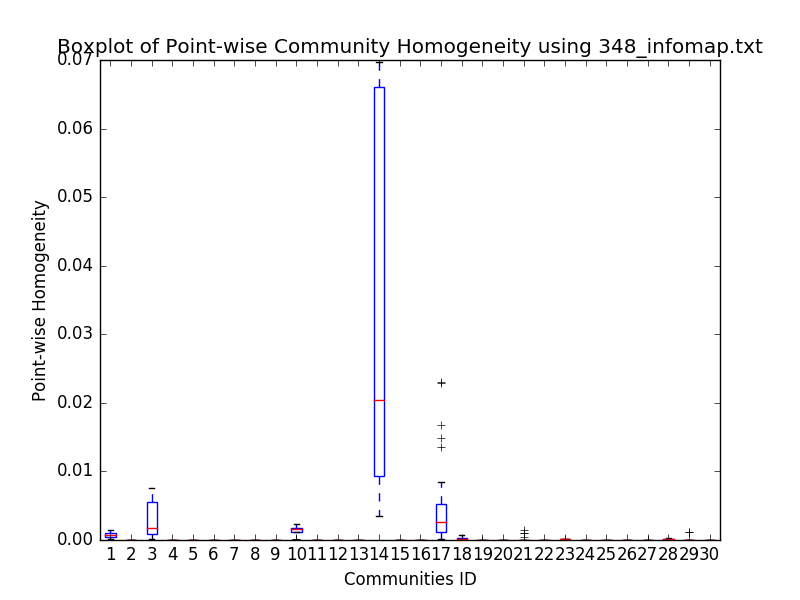 Boxplot of Point-wise Community Homogeneity using 348_infomap.txt
0.07
0.06
0.05
0.04
0.03
0.02
0.01
0.00
Point-wise Homogeneity
1 2 3 4 5 6 7 8 9 10 11 12 13 14 15 16 17 18 19 20 21 22 23 24 25 26 27 28 29 30
Communities ID